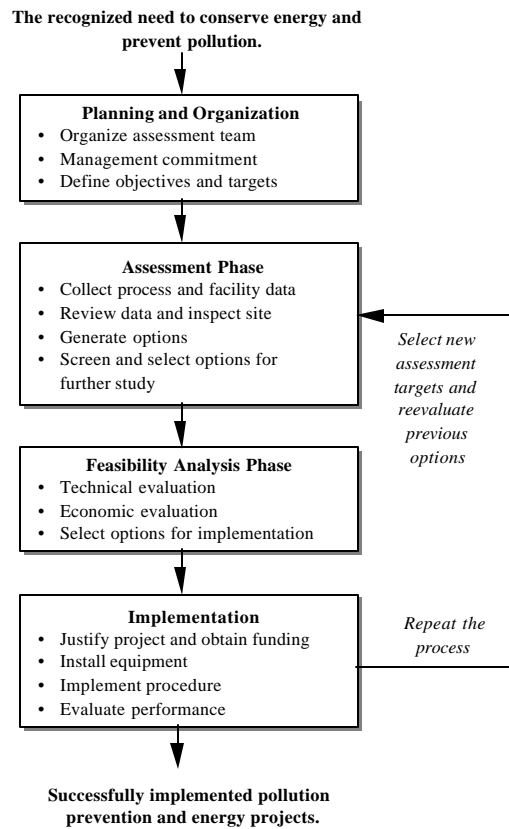 The recognized need to conserve energy and
prevent pollution.
Planning and Organization
• Organize assessment team
• Management commitment
• Define objectives and targets
Assessment Phase
• Collect process and facility data
• Review data and inspect site
• Generate options
• Screen and select options for
further study
Select new
assessment
targets and
reevaluate
previous
options
Feasibility Analysis Phase
• Technical evaluation
• Economic evaluation
• Select options for implementation
Implementation
• Justify project and obtain funding
• Install equipment
• Implement procedure
• Evaluate performance
Repeat the
process
Successfully implemented pollution
prevention and energy projects.